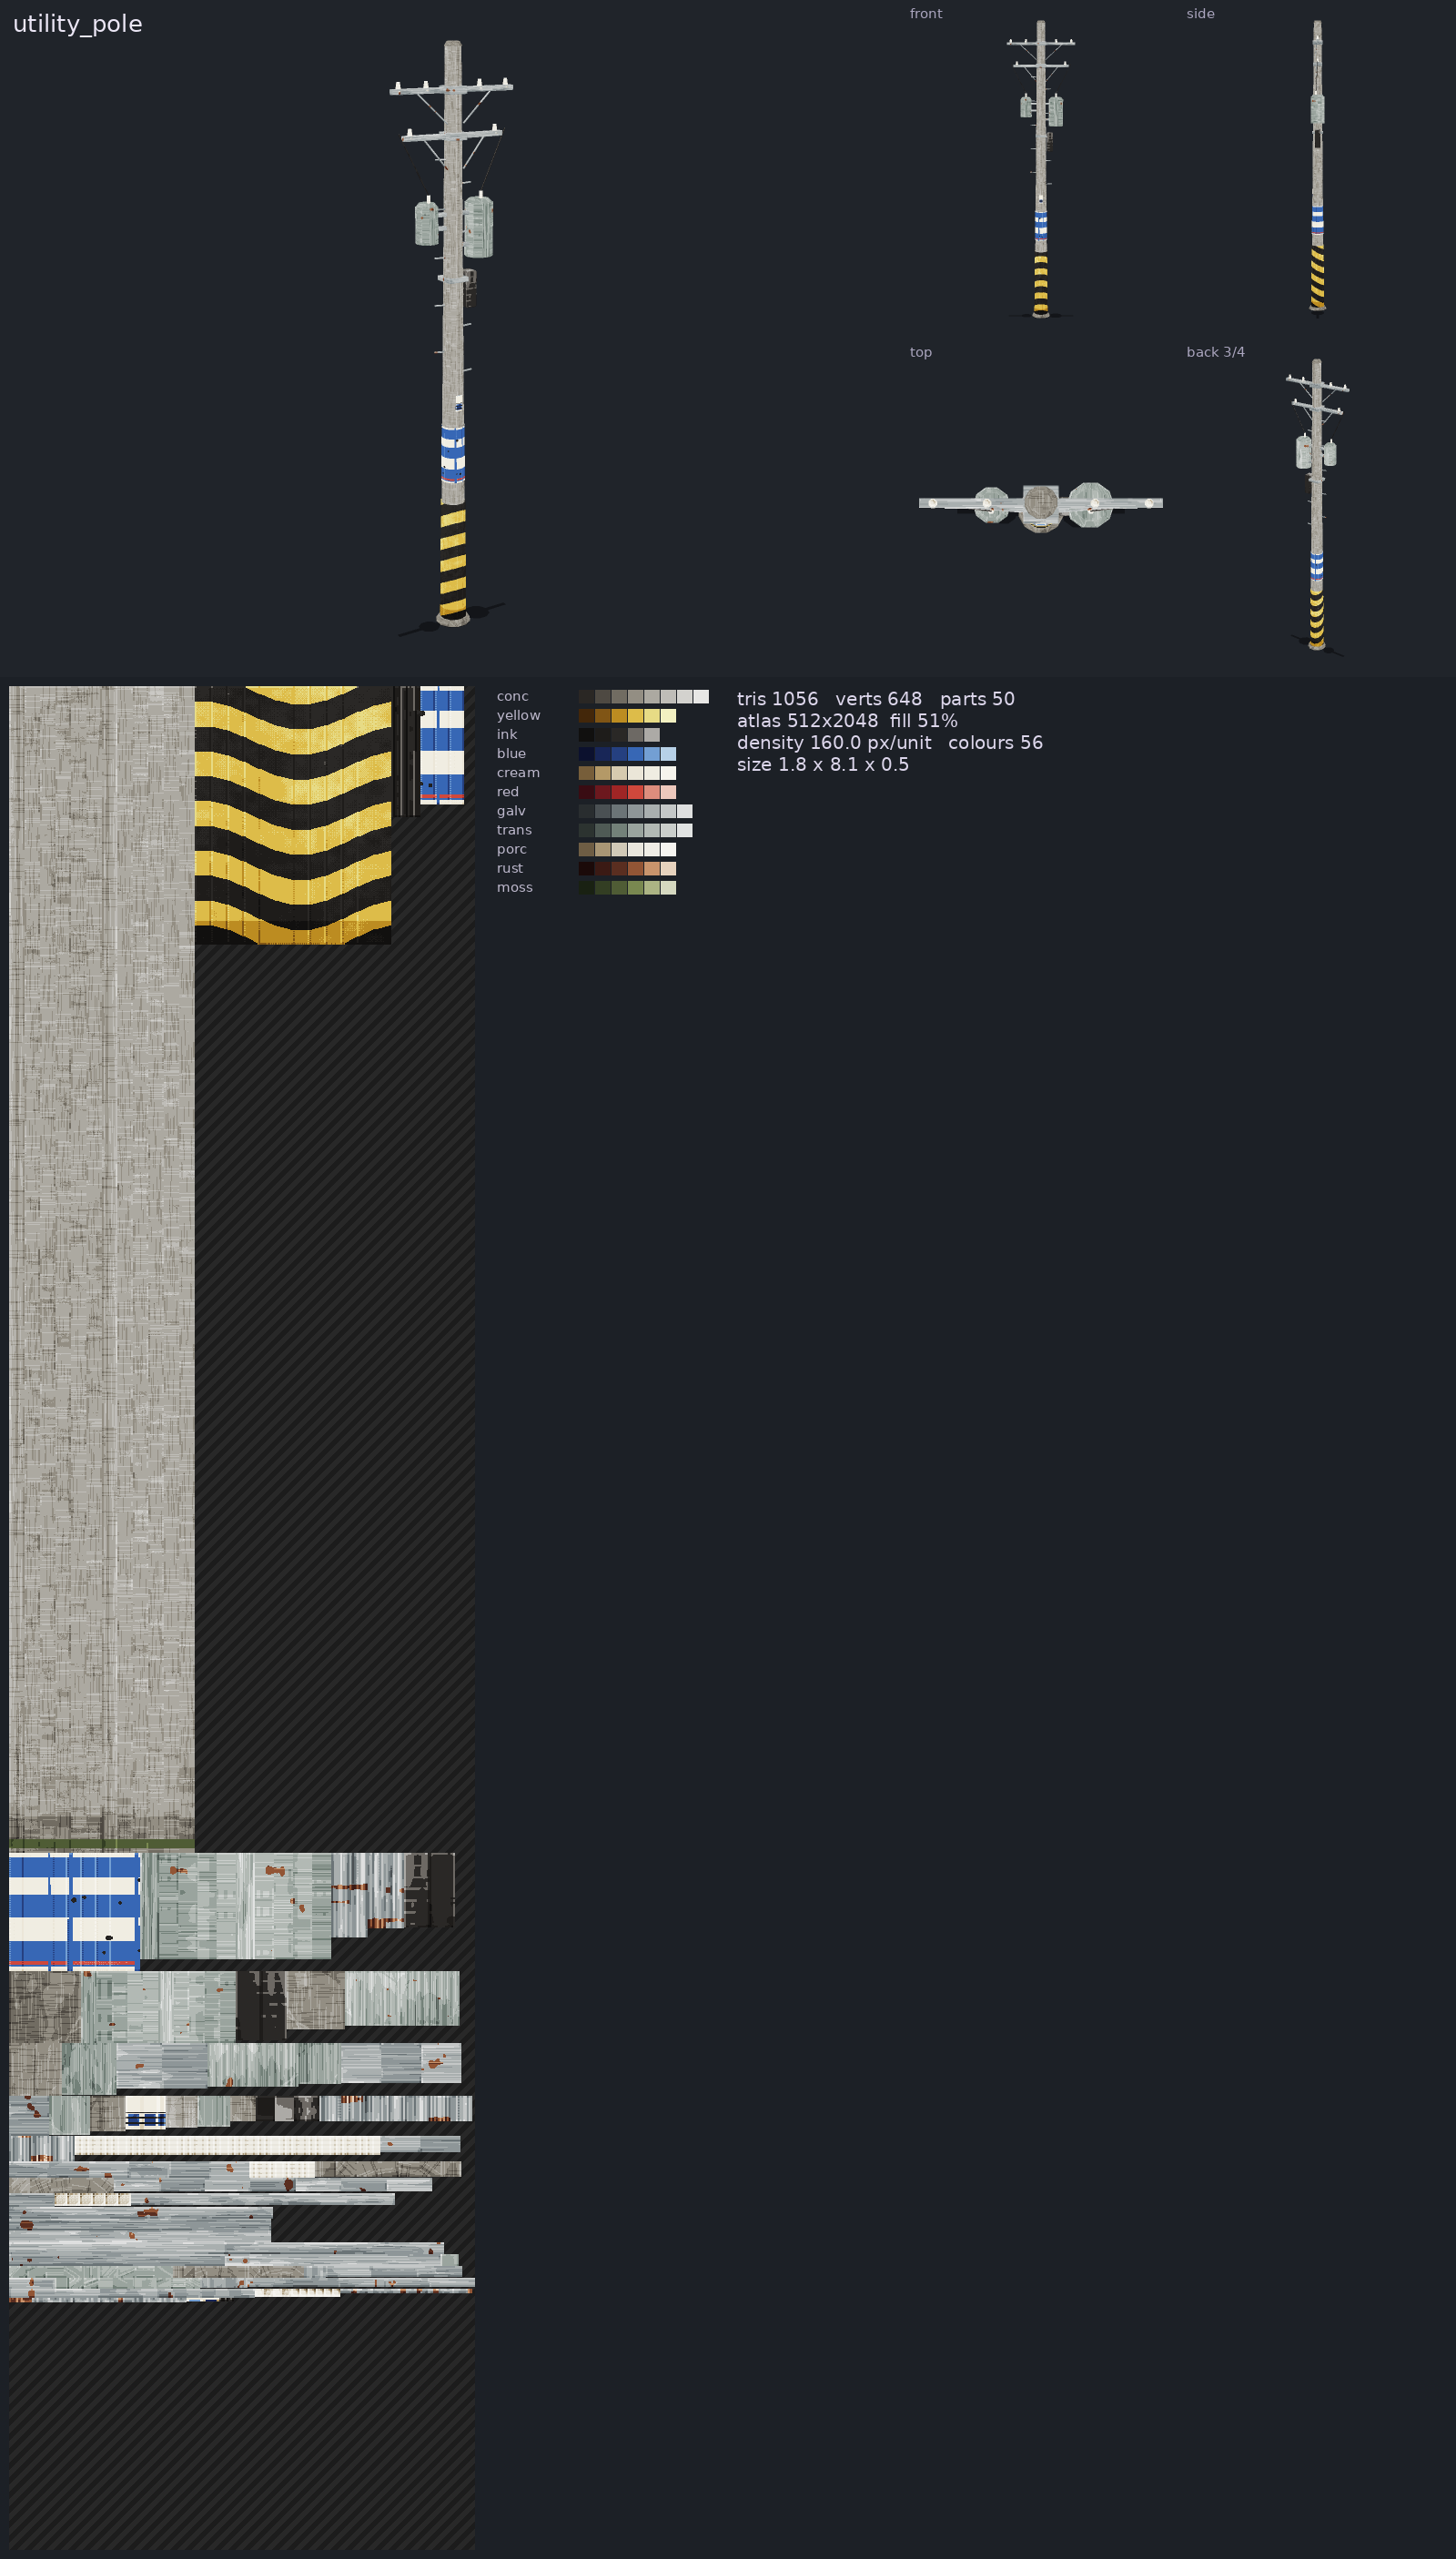 utility_pole
front
side
top
back 3/4
conc
yellow
ink
blue
cream
red
galv
trans
porc
rust
moss
tris 1056 verts 648 parts 50
atlas 512x2048 fill 51%
density 160.0 px/unit colours 56
size 1.8 x 8.1 x 0.5